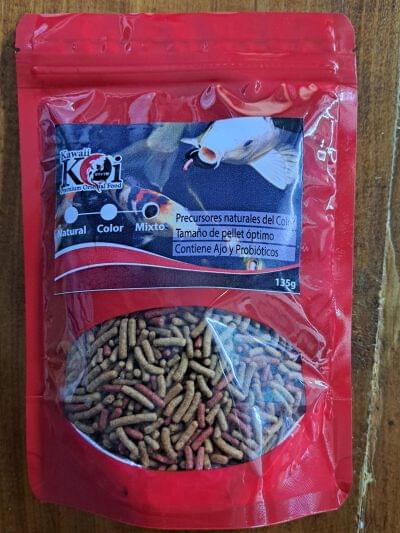 Kawaii
Koi
Premium Food
Natural Color Mixto
Precursores naturales del Color
Tamaño de pellet óptimo
Contiene Ajo y Probióticos
135g